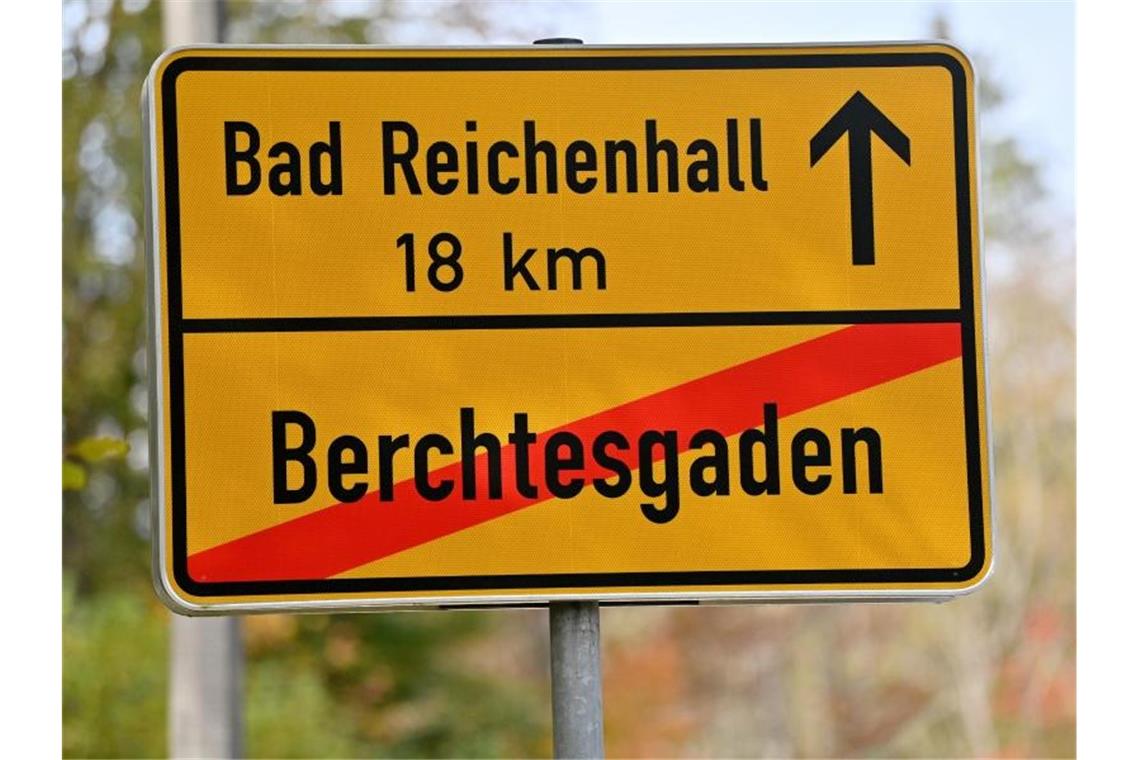 Bad Reichenhall
18 km
Berchtesgaden